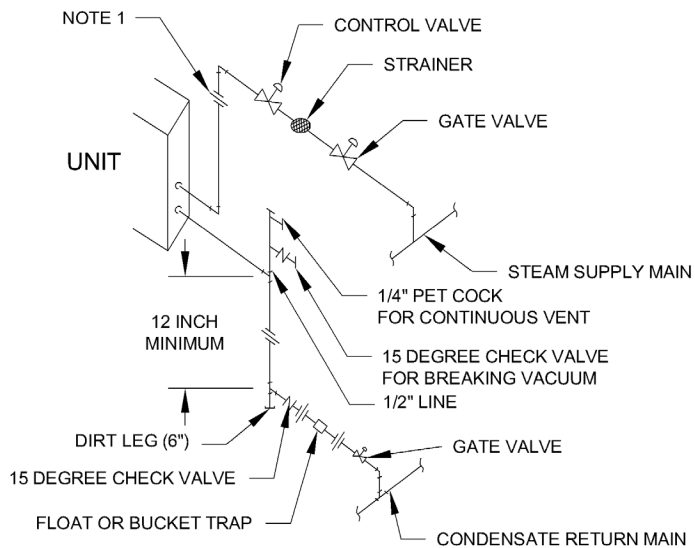 NOTE 1
CONTROL VALVE
STRAINER
GATE VALVE
UNIT
STEAM SUPPLY MAIN
1/4" PET COCK
FOR CONTINUOUS VENT
12 INCH
MINIMUM
15 DEGREE CHECK VALVE
FOR BREAKING VACUUM
1/2" LINE
DIRT LEG (6")
GATE VALVE
15 DEGREE CHECK VALVE
FLOAT OR BUCKET TRAP
CONDENSATE RETURN MAIN